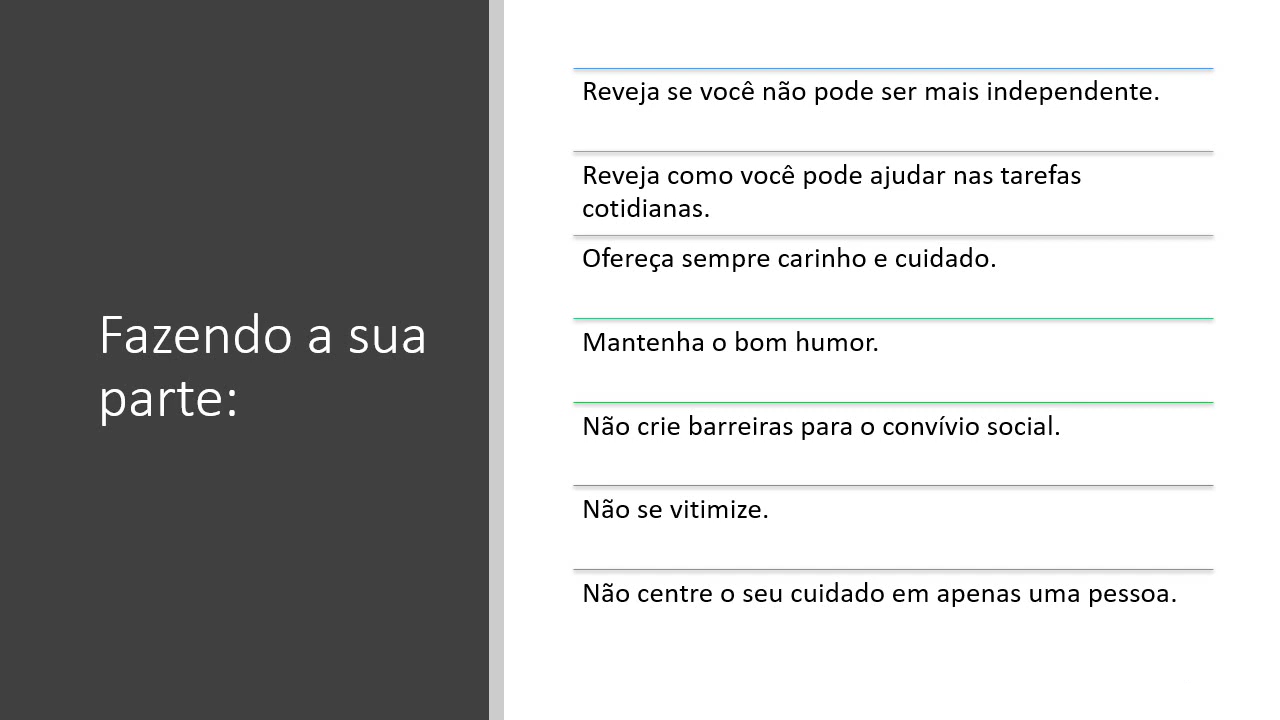 Fazendo a sua
parte:
Reveja se você não pode ser mais independente.
Reveja como você pode ajudar nas tarefas
cotidianas.
Ofereça sempre carinho e cuidado.
Mantenha o bom humor.
Não crie barreiras para o convívio social.
Não se vitimize.
Não centre o seu cuidado em apenas uma pessoa.